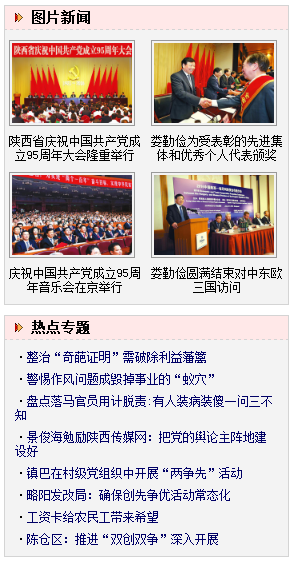 图片新闻
陕西省庆祝中国共产党成立95周年大会
陕西省庆祝中国共产党成
立95周年大会隆重举行
娄勤俭为受表彰的先进集
体和优秀个人代表颁奖
庆祝中国共产党成立95周
年音乐会在京举行
娄勤俭圆满结束对中东欧
三国访问
热点专题
·整治“奇葩证明”需破除利益藩篱
·警惕作风问题成毁掉事业的“蚁穴”
·盘点落马官员用计脱责:有人装病装傻一问三不
知
·景俊海勉励陕西传媒网：把党的舆论主阵地建
设好
·镇巴在村级党组织中开展“两争先”活动
·略阳发改局：确保创先争优活动常态化
·工资卡给农民工带来希望
·陈仓区：推进“双创双争”深入开展